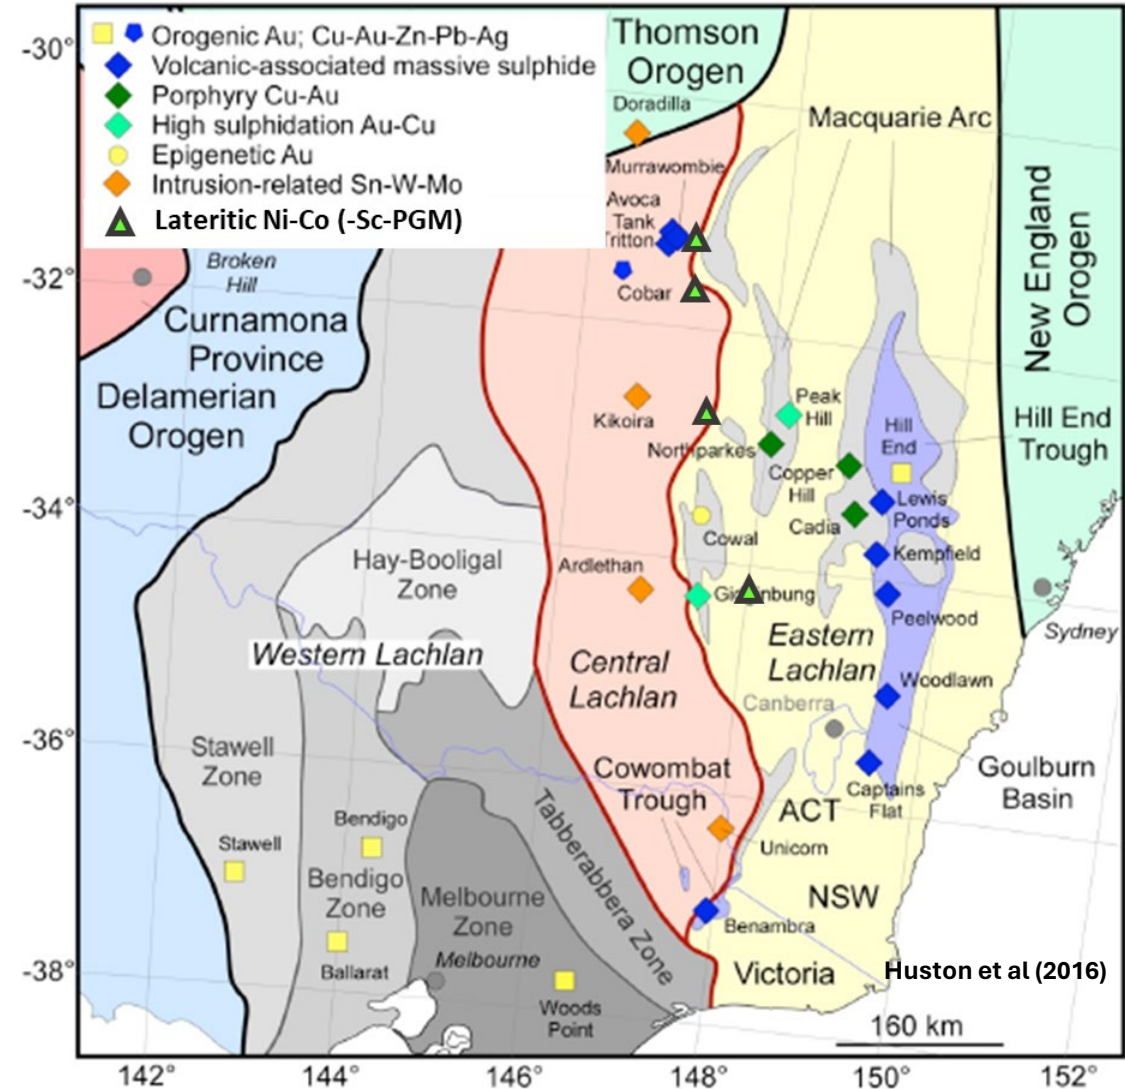 Orogenic Au; Cu-Au-Zn-Pb-Ag
Volcanic-associated massive sulphide
Porphyry Cu-Au
High sulphidation Au-Cu
Epigenetic Au
Intrusion-related Sn-W-Mo
Lateritic Ni-Co (-Sc-PGM)
-30°
-32°
-34°
-36°
-38°
Thomson
Orogen
Doradilla
Macquarie Arc
Murrawombie
Avoca
Tank
Tritton
Cobar
New England
Orogen
Broken
Hill
Curnamona
Province
Delamerian
Orogen
Kikoira
Peak
Hill
Northparkes
Hill
End
Hill End
Trough
Copper
Hill
Lewis
Ponds
Cadia
Cowal
Kempfield
Hay-Booligal
Zone
Ardlethan
Peelwood
Sydney
Western Lachlan
Central
Lachlan
Eastern
Lachlan
Woodlawn
Canberra
Stawell
Zone
Cowombat
Trough
Goulburn
Basin
Captains
Flat
ACT
Tabberabbera Zone
Bendigo
Stawell
Unicorn
Bendigo
Zone
Melbourne
Zone
NSW
Benambra
Ballarat
Melbourne
Victoria
Huston et al (2016)
Woods
Point
160 km
142°
144°
146°
148°
150°
152°